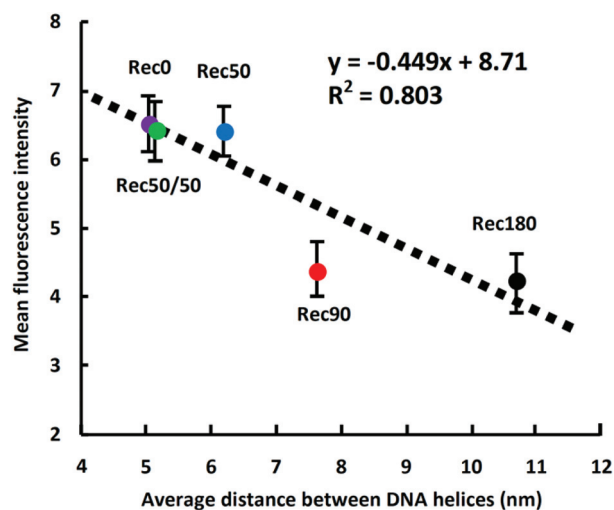 8
7
6
5
4
3
2
Mean fluorescence intensity
Rec0
Rec50
y = -0.449x + 8.71
R² = 0.803
Rec50/50
Rec180
Rec90
4 5 6 7 8 9 10 11 12
Average distance between DNA helices (nm)